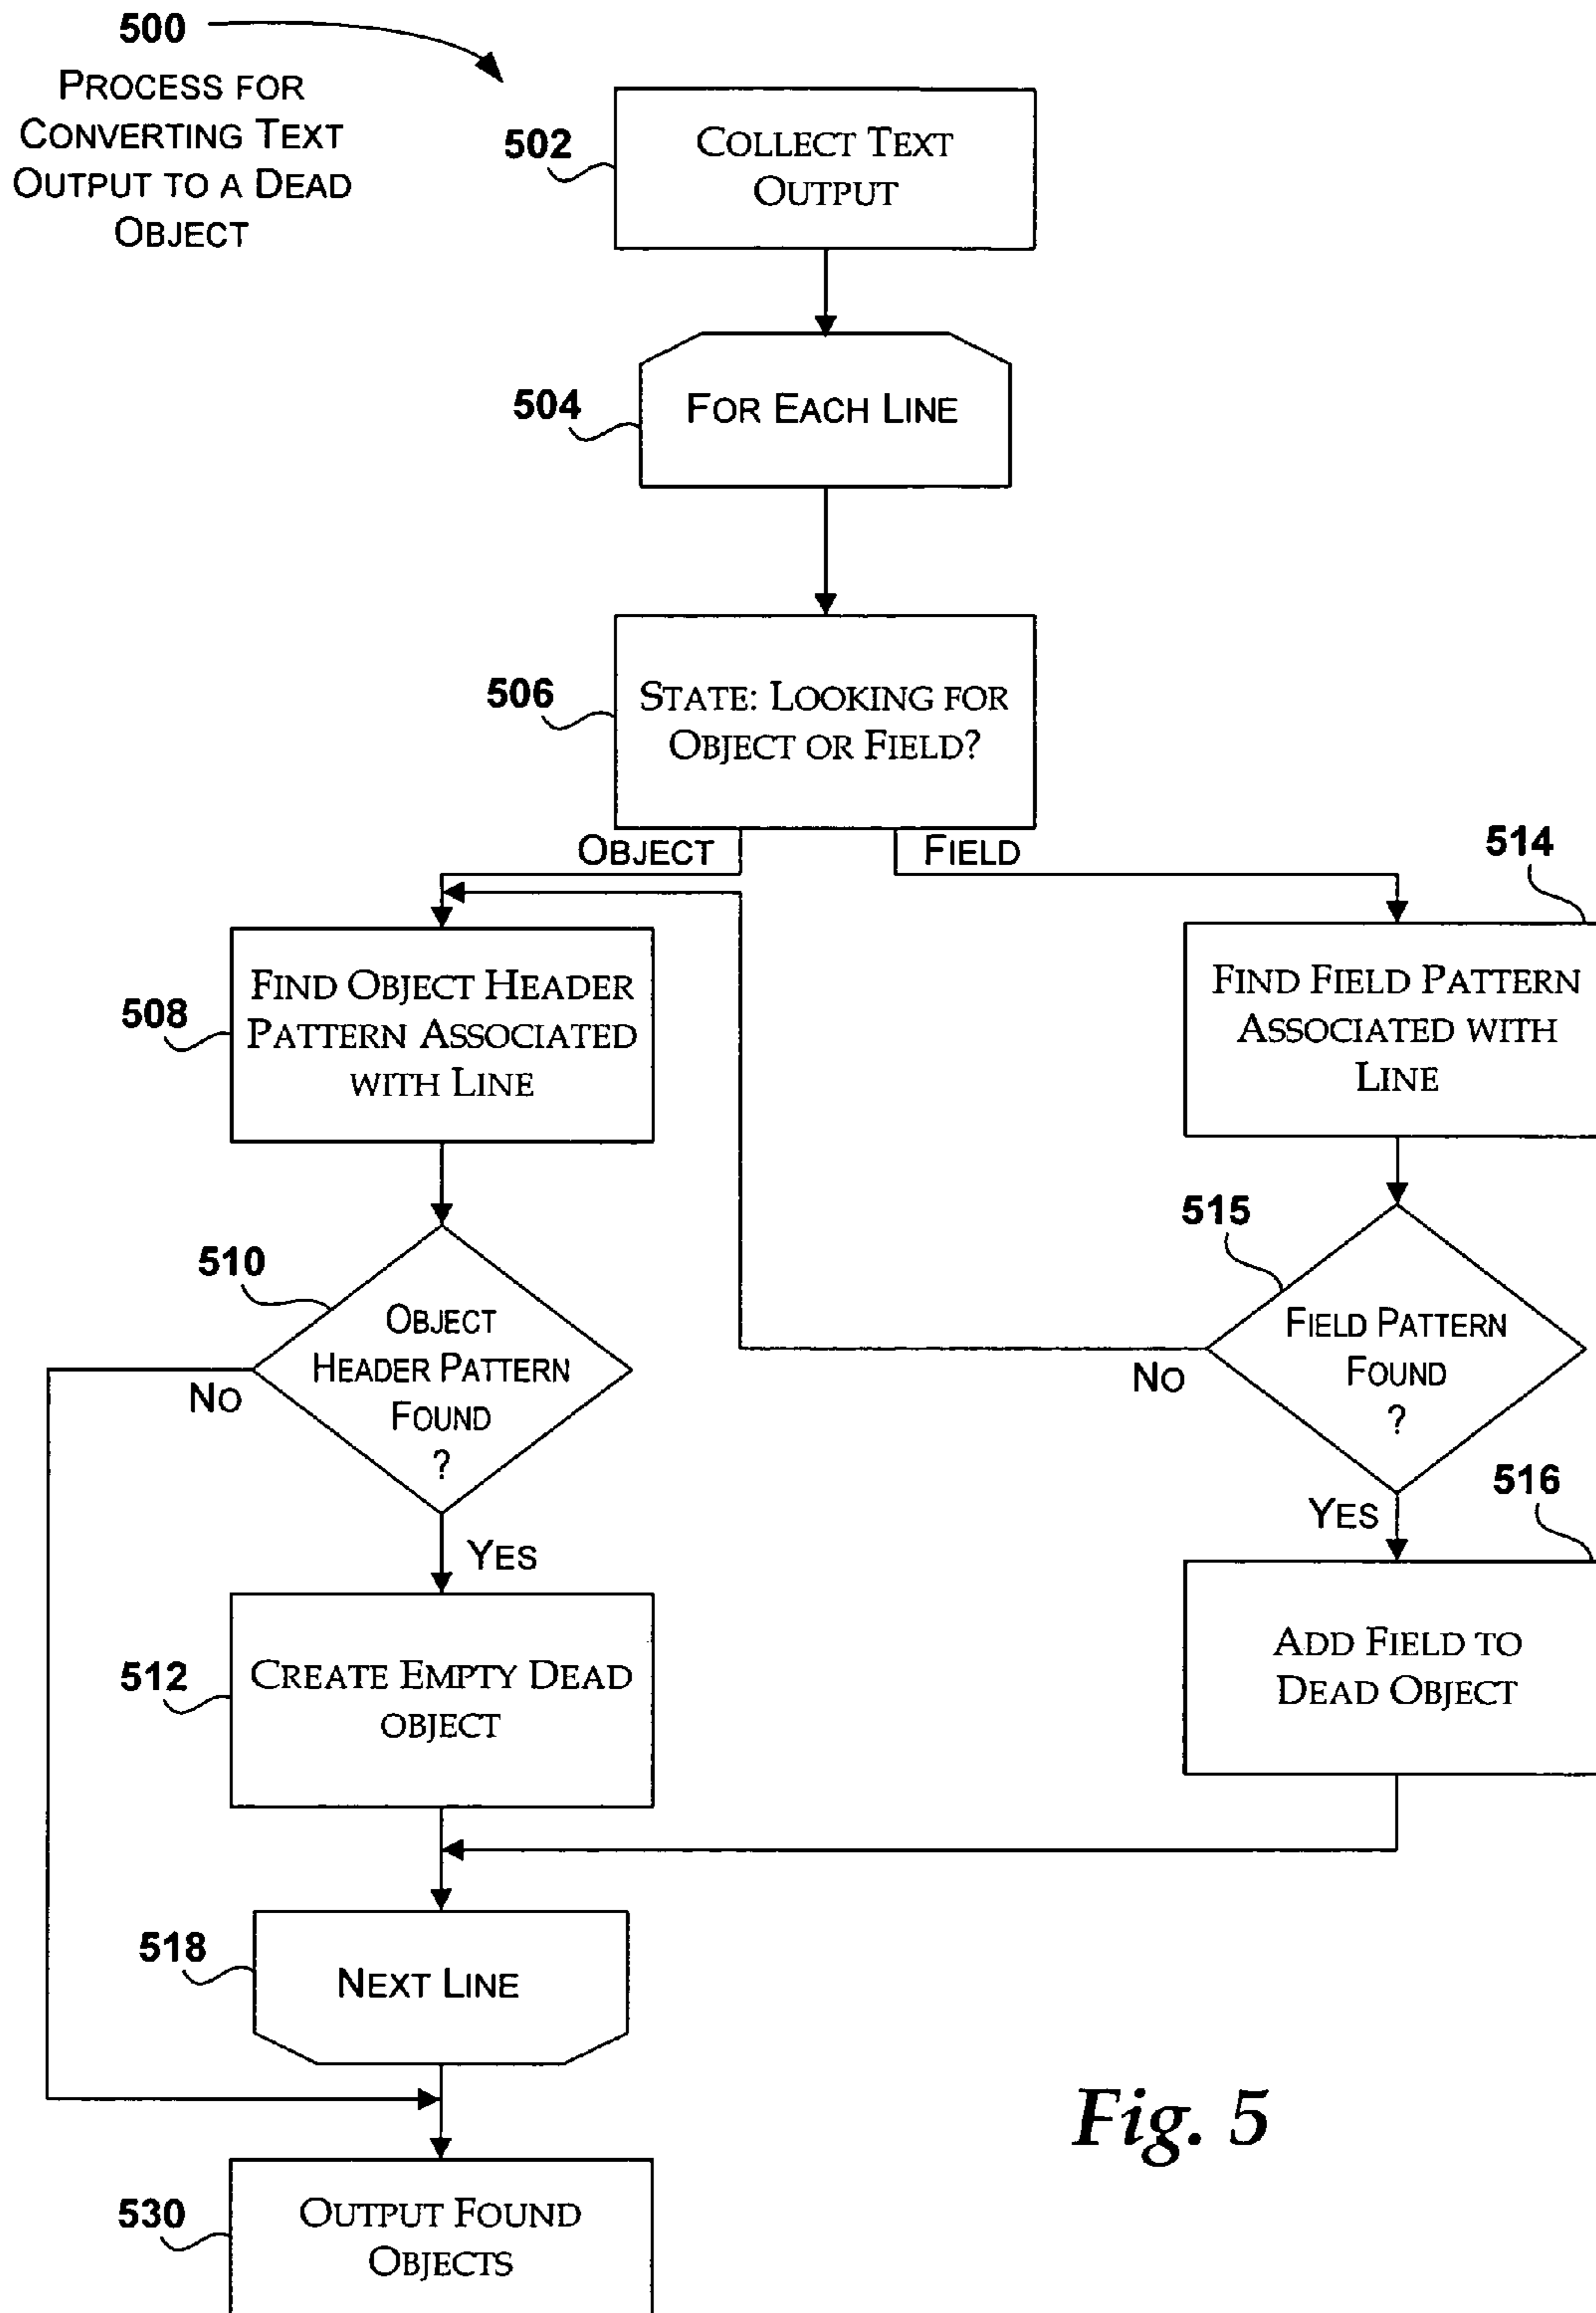 500
PROCESS FOR
CONVERTING TEXT
OUTPUT TO A DEAD
OBJECT
502
COLLECT TEXT
OUTPUT
504
FOR EACH LINE
506
STATE: LOOKING FOR
OBJECT OR FIELD?
OBJECT
FIELD
508
FIND OBJECT HEADER
PATTERN ASSOCIATED
WITH LINE
514
FIND FIELD PATTERN
ASSOCIATED WITH
LINE
510
OBJECT
HEADER PATTERN
FOUND
?
NO
YES
515
FIELD PATTERN
FOUND
?
NO
YES
512
CREATE EMPTY DEAD
OBJECT
516
ADD FIELD TO
DEAD OBJECT
518
NEXT LINE
530
OUTPUT FOUND
OBJECTS
Fig. 5